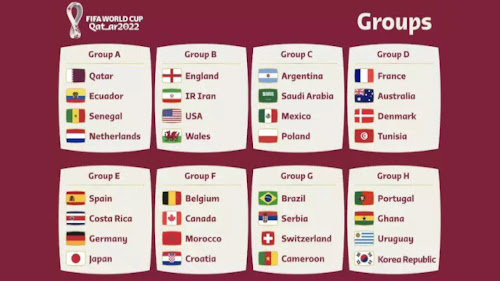 FIFA WORLD CUP
Qatar2022
Groups
Group A
Qatar
Ecuador
Senegal
Netherlands
Group B
England
IR Iran
USA
Wales
Group C
Argentina
Saudi Arabia
Mexico
Poland
Group D
France
Australia
Denmark
Tunisia
Group E
Spain
Costa Rica
Germany
Japan
Group F
Belgium
Canada
Morocco
Croatia
Group G
Brazil
Serbia
Switzerland
Cameroon
Group H
Portugal
Ghana
Uruguay
Korea Republic